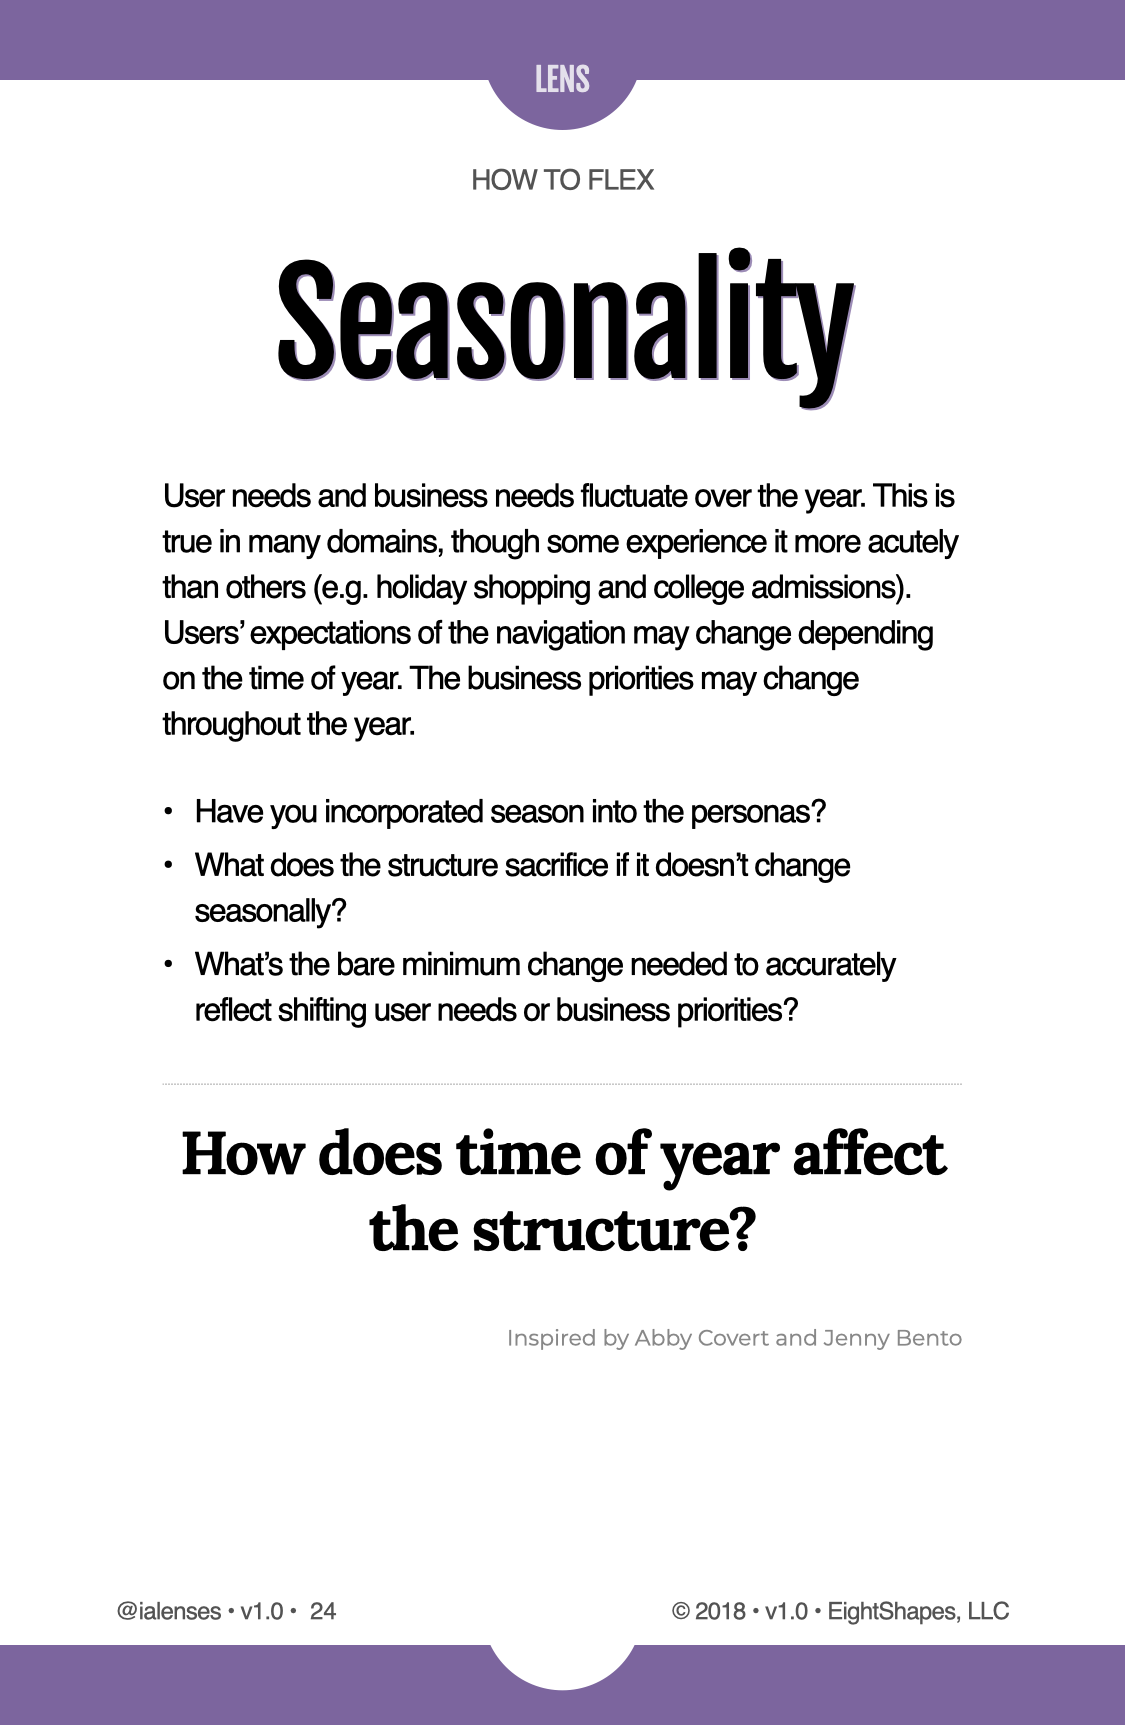 LENS
HOW TO FLEX
Seasonality
User needs and business needs fluctuate over the year. This is
true in many domains, though some experience it more acutely
than others (e.g. holiday shopping and college admissions).
Users’ expectations of the navigation may change depending
on the time of year. The business priorities may change
throughout the year.
• Have you incorporated season into the personas?
• What does the structure sacrifice if it doesn’t change
seasonally?
• What’s the bare minimum change needed to accurately
reflect shifting user needs or business priorities?
How does time of year affect
the structure?
Inspired by Abby Covert and Jenny Bento
@ialenses • v1.0 • 24
© 2018 • v1.0 • EightShapes, LLC